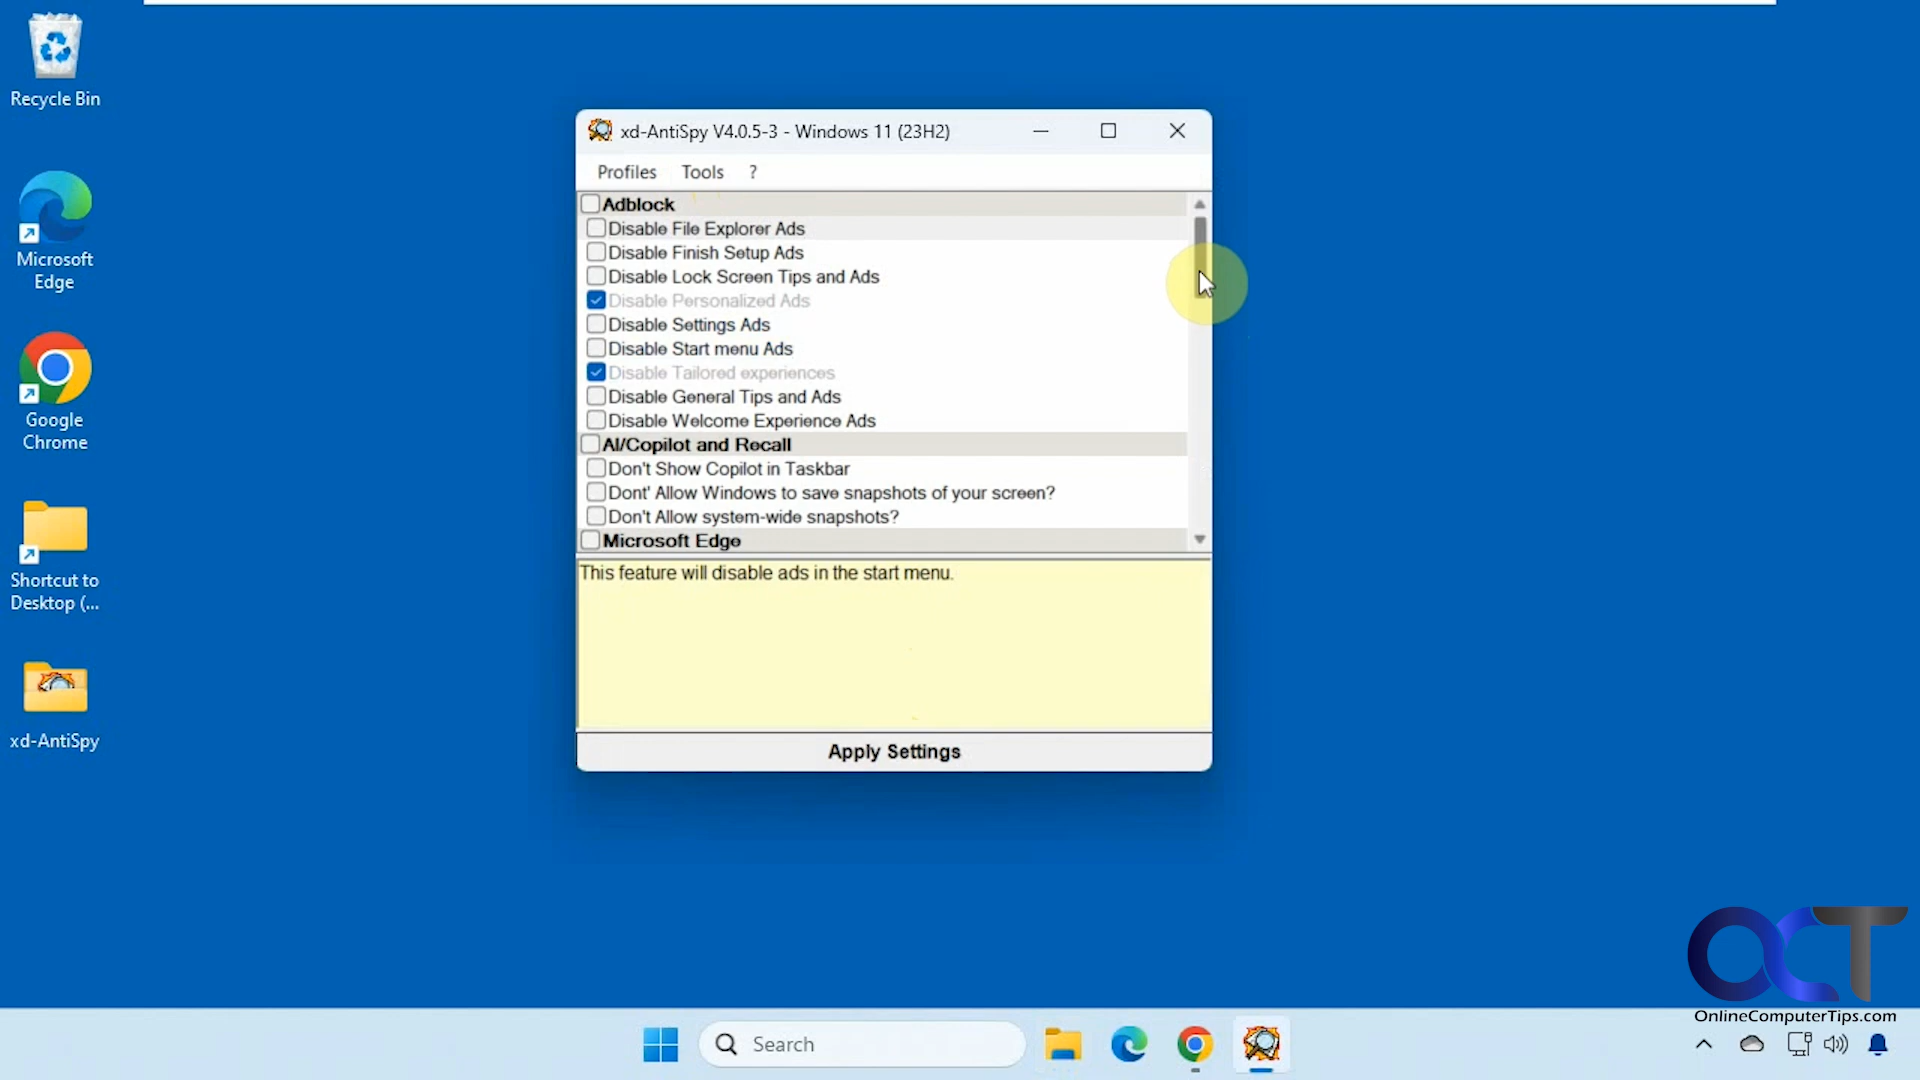 Recycle Bin
Microsoft
Edge
Google
Chrome
Shortcut to
Desktop (...
xd-AntiSpy
xd-AntiSpy V4.0.5-3 - Windows 11 (23H2)
Profiles Tools ?
Adblock
Disable File Explorer Ads
Disable Finish Setup Ads
Disable Lock Screen Tips and Ads
Disable Personalized Ads
Disable Settings Ads
Disable Start menu Ads
Disable Tailored experiences
Disable General Tips and Ads
Disable Welcome Experience Ads
AI/Copilot and Recall
Don't Show Copilot in Taskbar
Dont' Allow Windows to save snapshots of your screen?
Don't Allow system-wide snapshots?
Microsoft Edge
This feature will disable ads in the start menu.
Apply Settings
OCT
OnlineComputerTips.com
Search